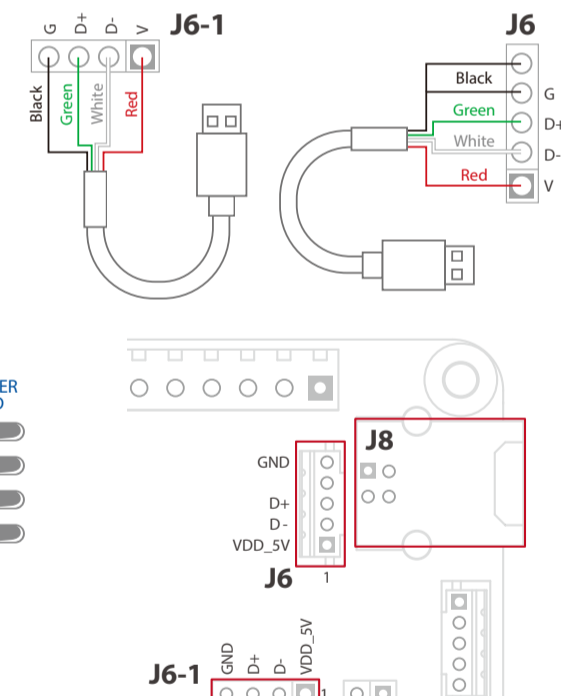 G D+ D- V J6-1
Black Green White Red
J6
Black
G
Green
D+
White
D-
Red
V
ER
J8
GND
D+
D-
VDD_5V
J6 1
J6-1 GND D+ D- VDD_5V
1